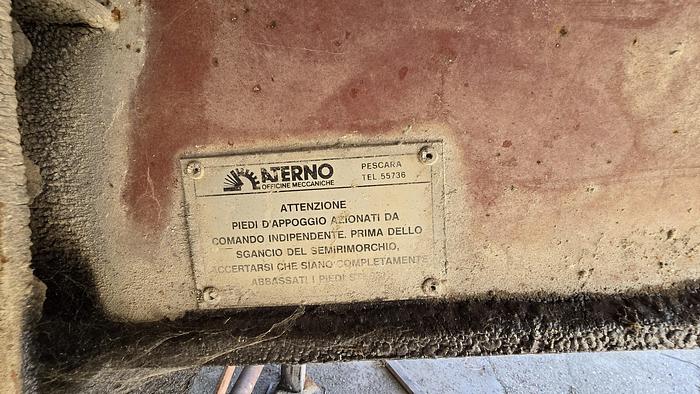 ATERNO
OFFICINE MECCANICHE
PESCARA
TEL. 55736
ATTENZIONE
PIEDI D'APPOGGIO AZIONATI DA
COMANDO INDIPENDENTE. PRIMA DELLO
SGANCIO DEL SEMIRIMORCHIO,
ACCERTARSI CHE SIANO COMPLETAMENTE
ABBASSATI I PIEDI